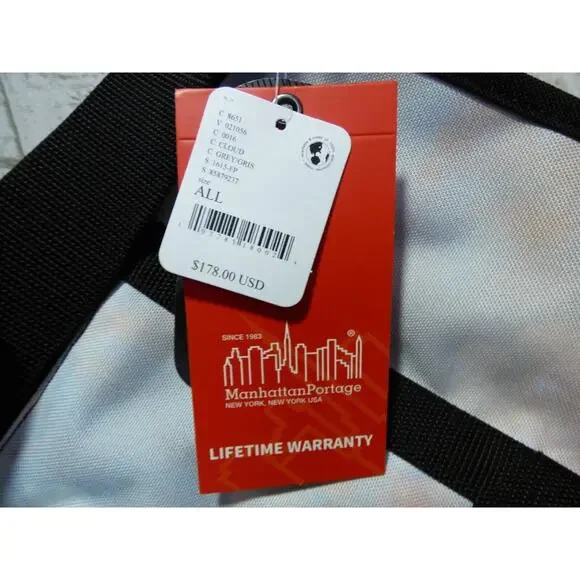 C 8651
V 021056
C 0016
C: CLOUD
C: GREY/GRIS
S: 1615-FP
S: 85879237
size:
ALL
$178.00 USD
SINCE 1983
®
ManhattanPortage
NEW YORK, NEW YORK USA
LIFETIME WARRANTY